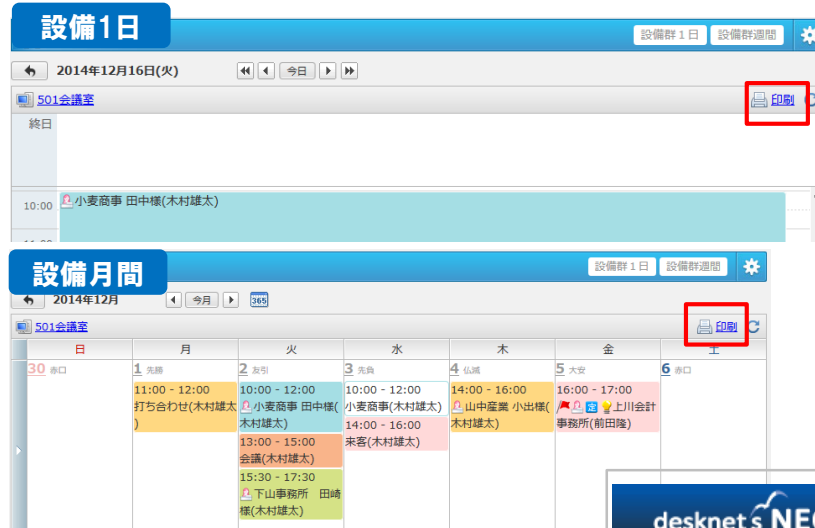 設備1日
設備群１日 設備群週間
2014年12月16日(火) 今日
501会議室 印刷
終日
10:00 小麦商事 田中様(木村雄太)
設備月間
設備群１日 設備群週間
2014年12月 今月 365
501会議室 印刷
日 月 火 水 木 金 土
30 赤口 1 先勝 2 友引 3 先負 4 仏滅 5 大安 6 赤口
11:00 - 12:00
打ち合わせ(木村雄太
)
10:00 - 12:00
小麦商事 田中様(
木村雄太)
13:00 - 15:00
会議(木村雄太)
15:30 - 17:30
下山事務所　田崎
様(木村雄太)
10:00 - 12:00
小麦商事(木村雄太)
14:00 - 16:00
来客(木村雄太)
14:00 - 16:00
山中産業 小出様(
木村雄太)
16:00 - 17:00
定 上川会計
事務所(前田隆)
desknet's NEO